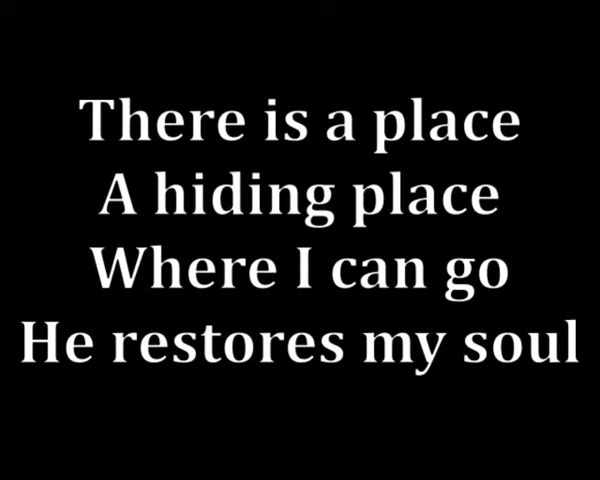 There is a place
A hiding place
Where I can go
He restores my soul